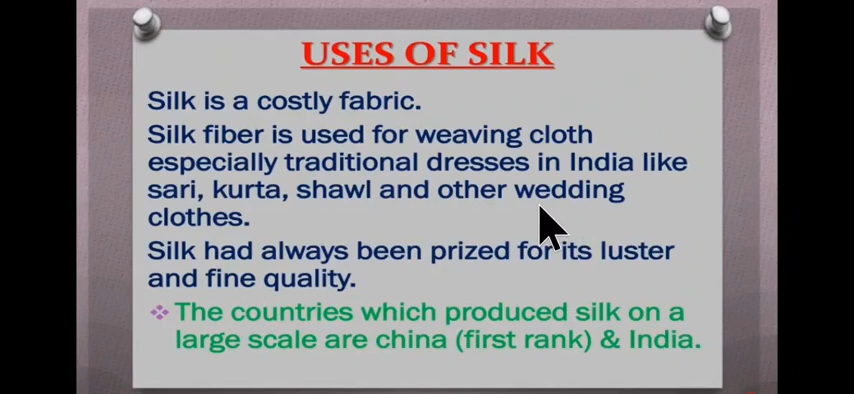 USES OF SILK
Silk is a costly fabric.
Silk fiber is used for weaving cloth
especially traditional dresses in India like
sari, kurta, shawl and other wedding
clothes.
Silk had always been prized for its luster
and fine quality.
The countries which produced silk on a
large scale are china (first rank) & India.